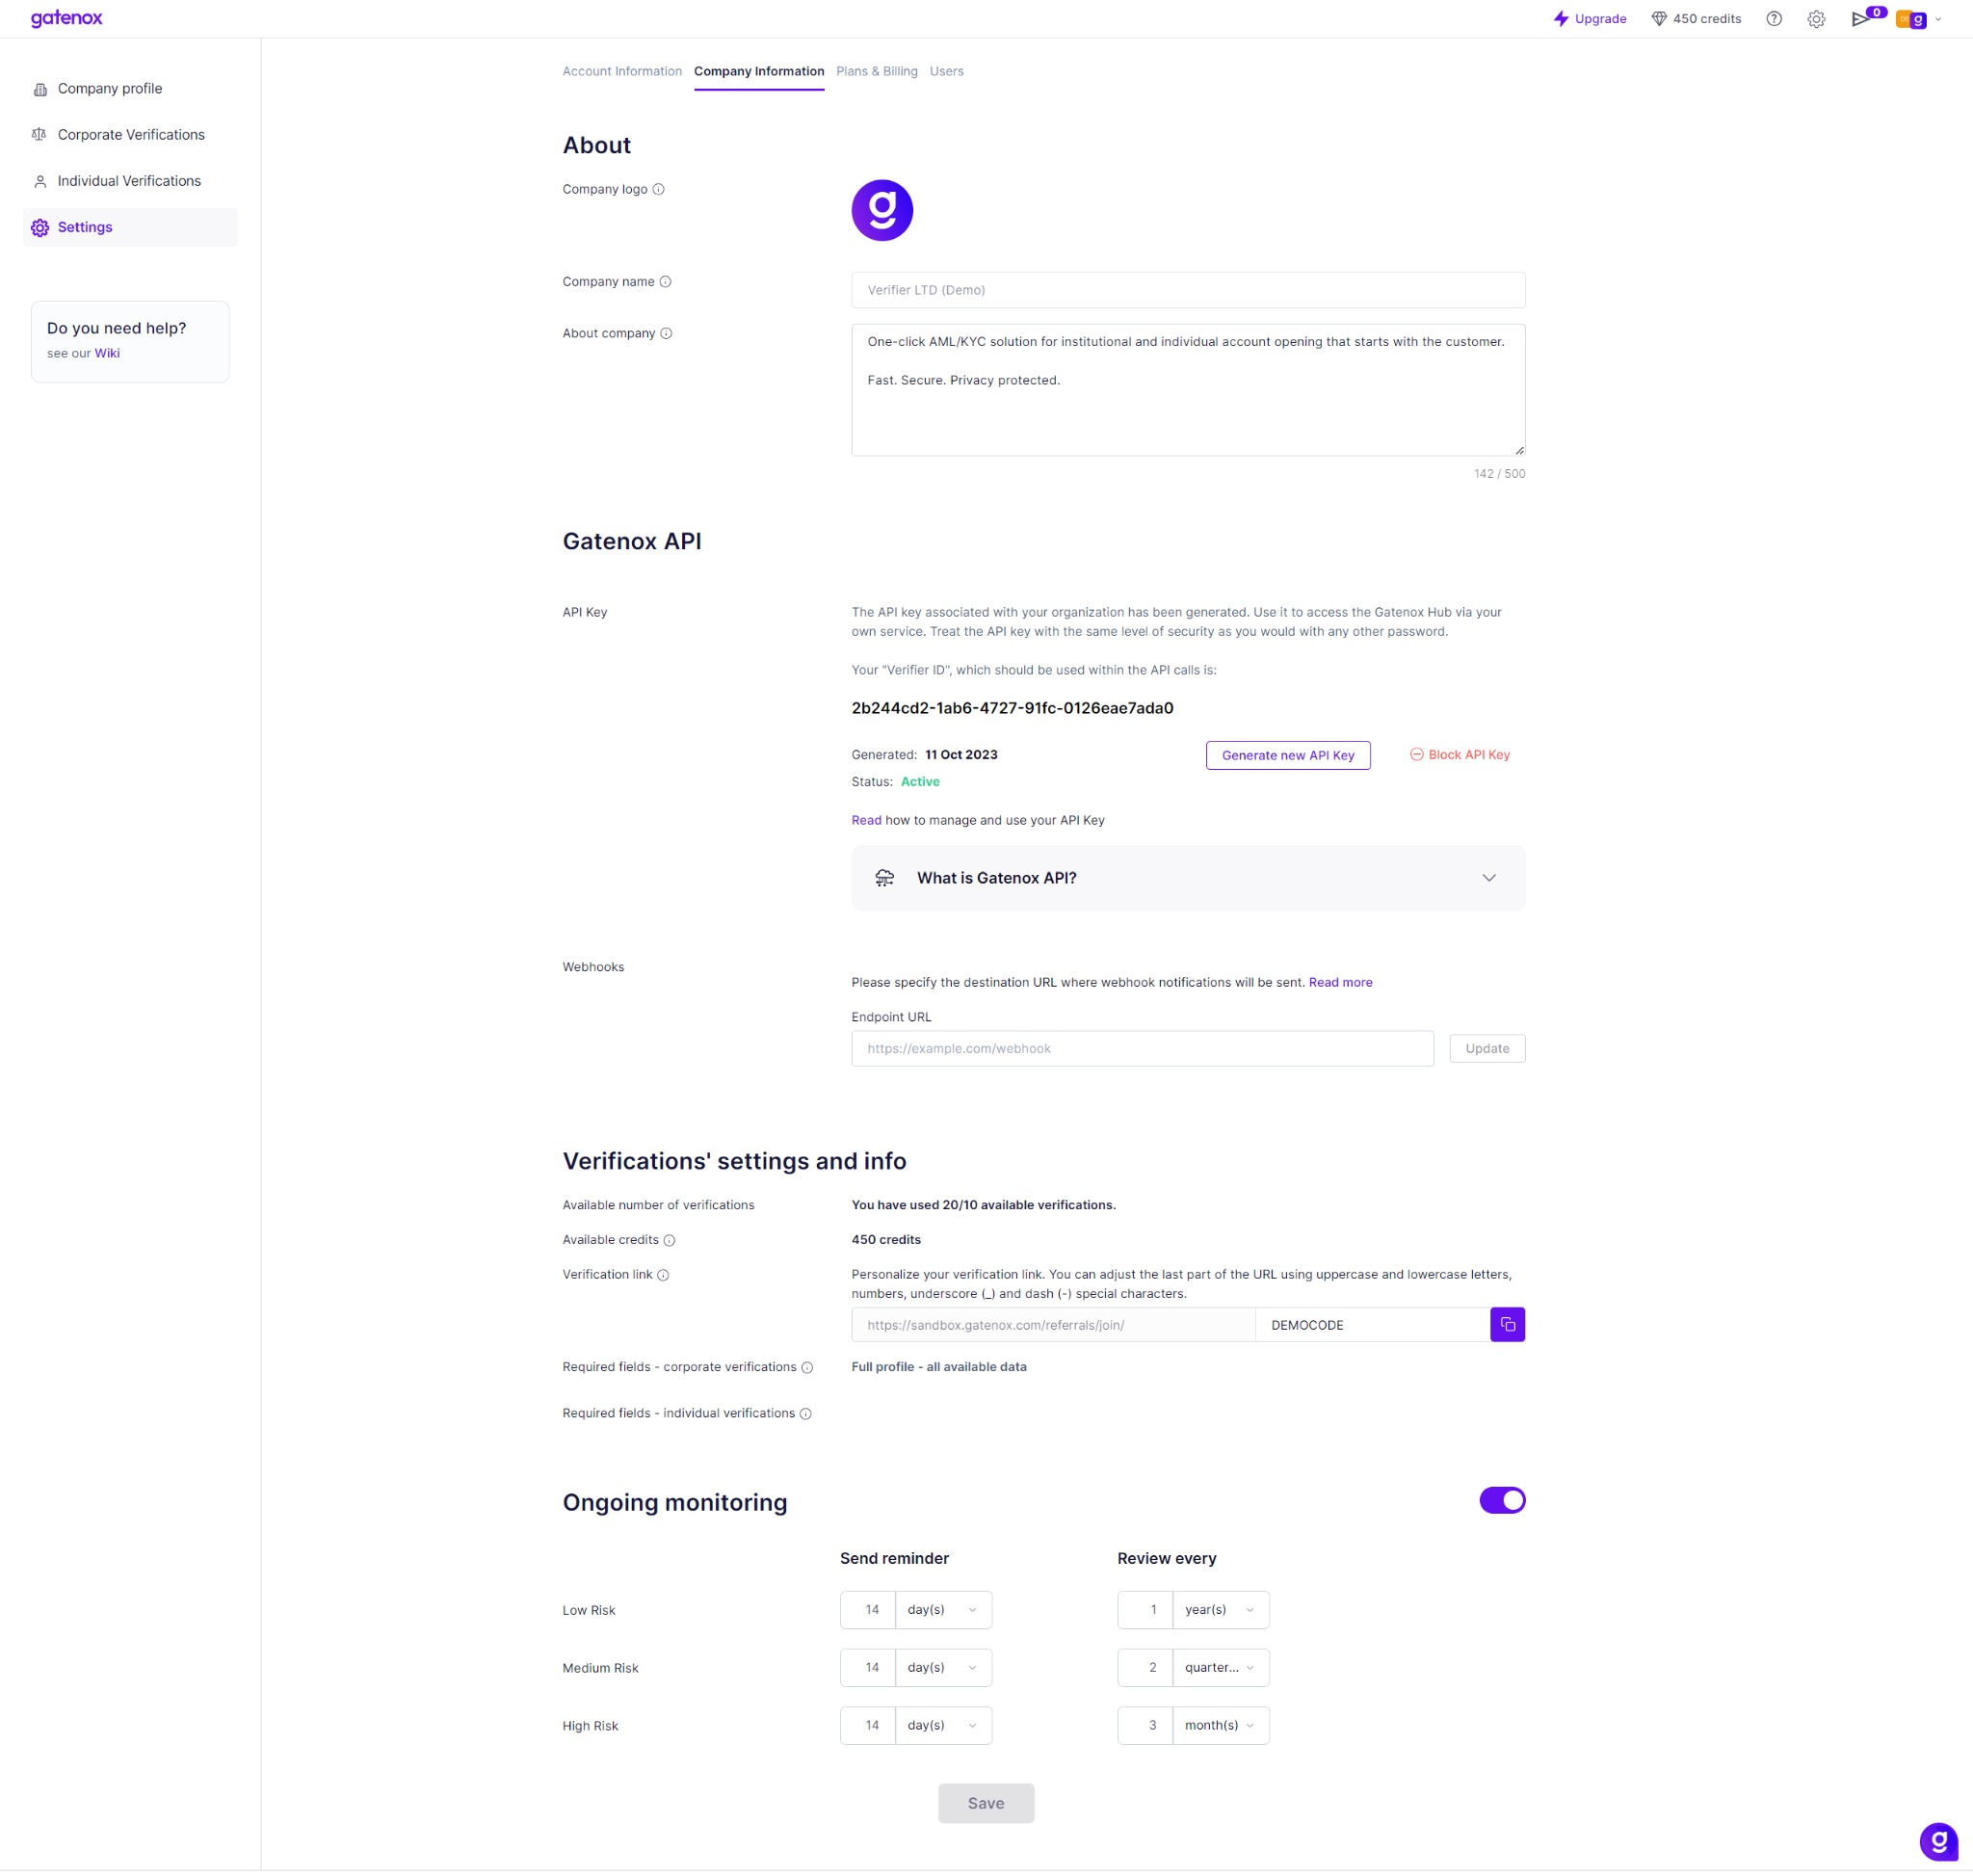 gatenox
Upgrade
450 credits
0
g
Company profile
Corporate Verifications
Individual Verifications
Settings
Do you need help?
see our Wiki
Account Information
Company Information
Plans & Billing
Users
About
Company logo
g
Company name
Verifier LTD (Demo)
About company
One-click AML/KYC solution for institutional and individual account opening that starts with the customer.
Fast. Secure. Privacy protected.
142 / 500
Gatenox API
API Key
The API key associated with your organization has been generated. Use it to access the Gatenox Hub via your
own service. Treat the API key with the same level of security as you would with any other password.
Your "Verifier ID", which should be used within the API calls is:
2b244cd2-1ab6-4727-91fc-0126eae7ada0
Generated: 11 Oct 2023
Generate new API Key
Block API Key
Status: Active
Read how to manage and use your API Key
What is Gatenox API?
Webhooks
Please specify the destination URL where webhook notifications will be sent. Read more
Endpoint URL
https://example.com/webhook
Update
Verifications' settings and info
Available number of verifications
You have used 20/10 available verifications.
Available credits
450 credits
Verification link
Personalize your verification link. You can adjust the last part of the URL using uppercase and lowercase letters,
numbers, underscore (_) and dash (-) special characters.
https://sandbox.gatenox.com/referrals/join/
DEMOCODE
Required fields - corporate verifications
Full profile - all available data
Required fields - individual verifications
Ongoing monitoring
Send reminder
Review every
Low Risk
14 day(s)
1 year(s)
Medium Risk
14 day(s)
2 quarter...
High Risk
14 day(s)
3 month(s)
Save
g